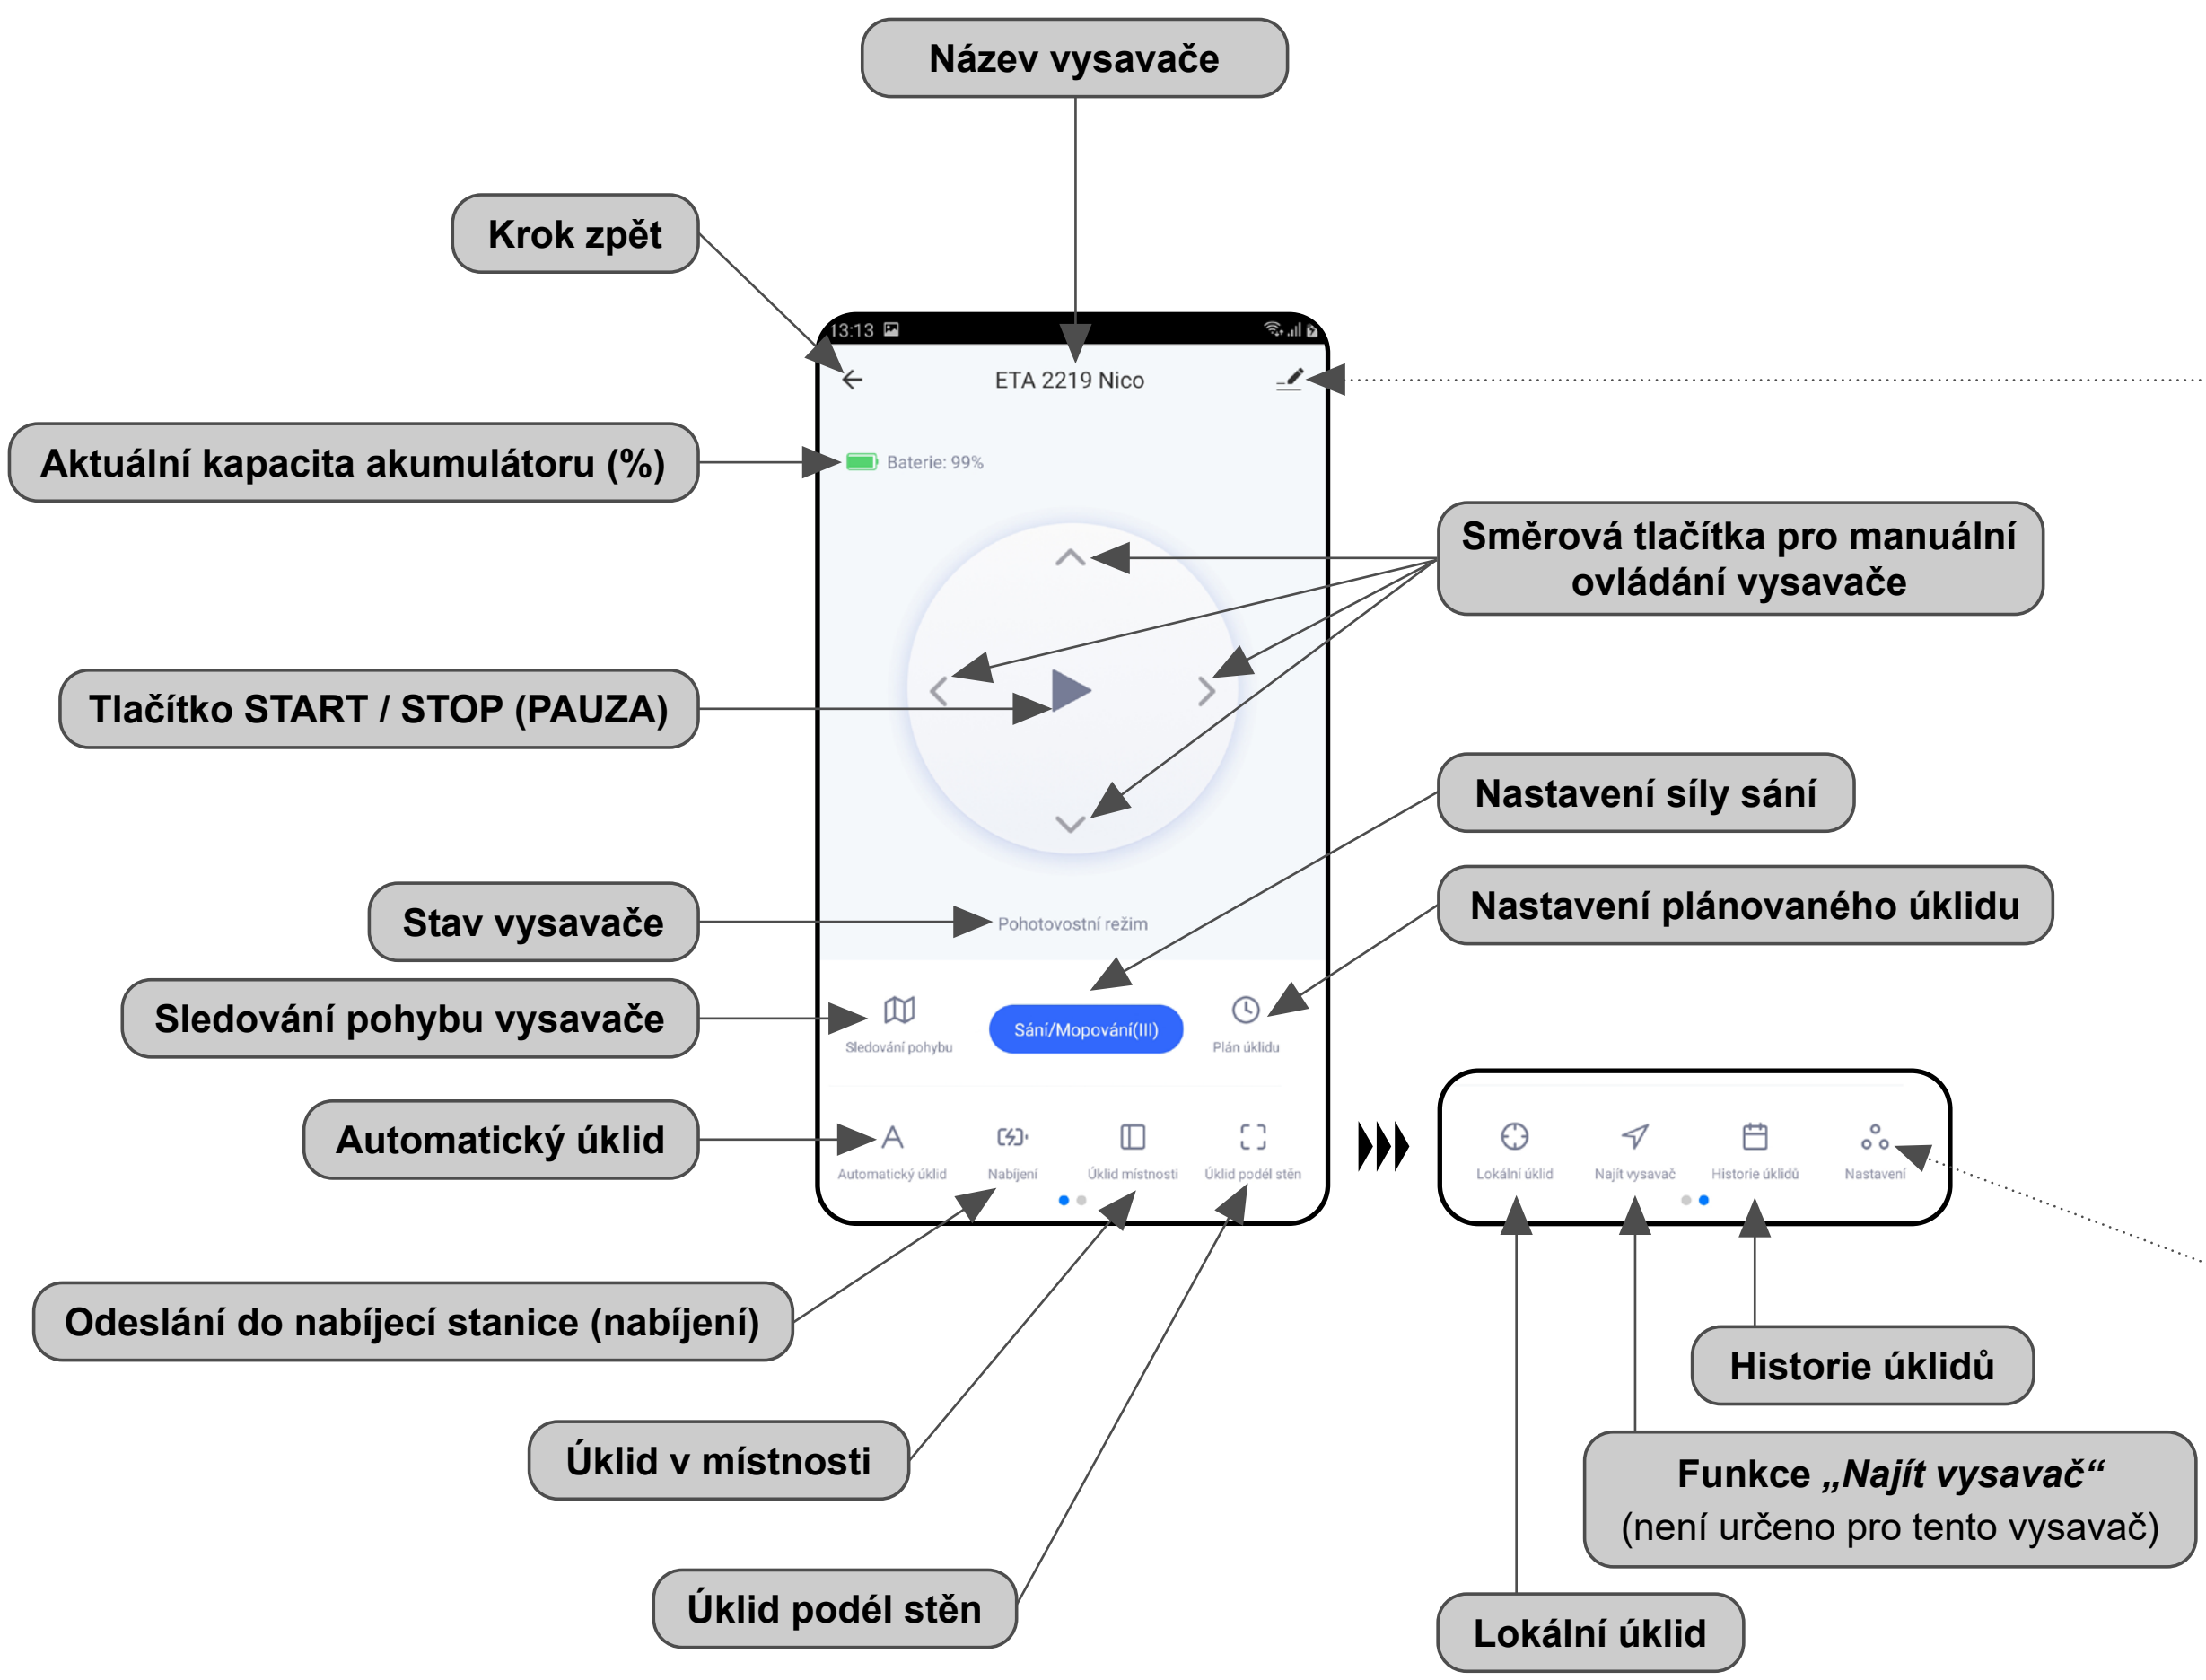 Název vysavače
Krok zpět
13:13
ETA 2219 Nico
Aktuální kapacita akumulátoru (%)
Baterie: 99%
Směrová tlačítka pro manuální
ovládání vysavače
Tlačítko START / STOP (PAUZA)
Nastavení síly sání
Nastavení plánovaného úklidu
Stav vysavače
Pohotovostní režim
Sledování pohybu vysavače
Sání/Mopování(III)
Sledování pohybu
Plán úklidu
Automatický úklid
Automatický úklid
Nabíjení
Úklid místnosti
Úklid podél stěn
Lokální úklid
Najít vysavač
Historie úklidů
Nastavení
Odeslání do nabíjecí stanice (nabíjení)
Historie úklidů
Úklid v místnosti
Funkce „Najít vysavač“
(není určeno pro tento vysavač)
Úklid podél stěn
Lokální úklid